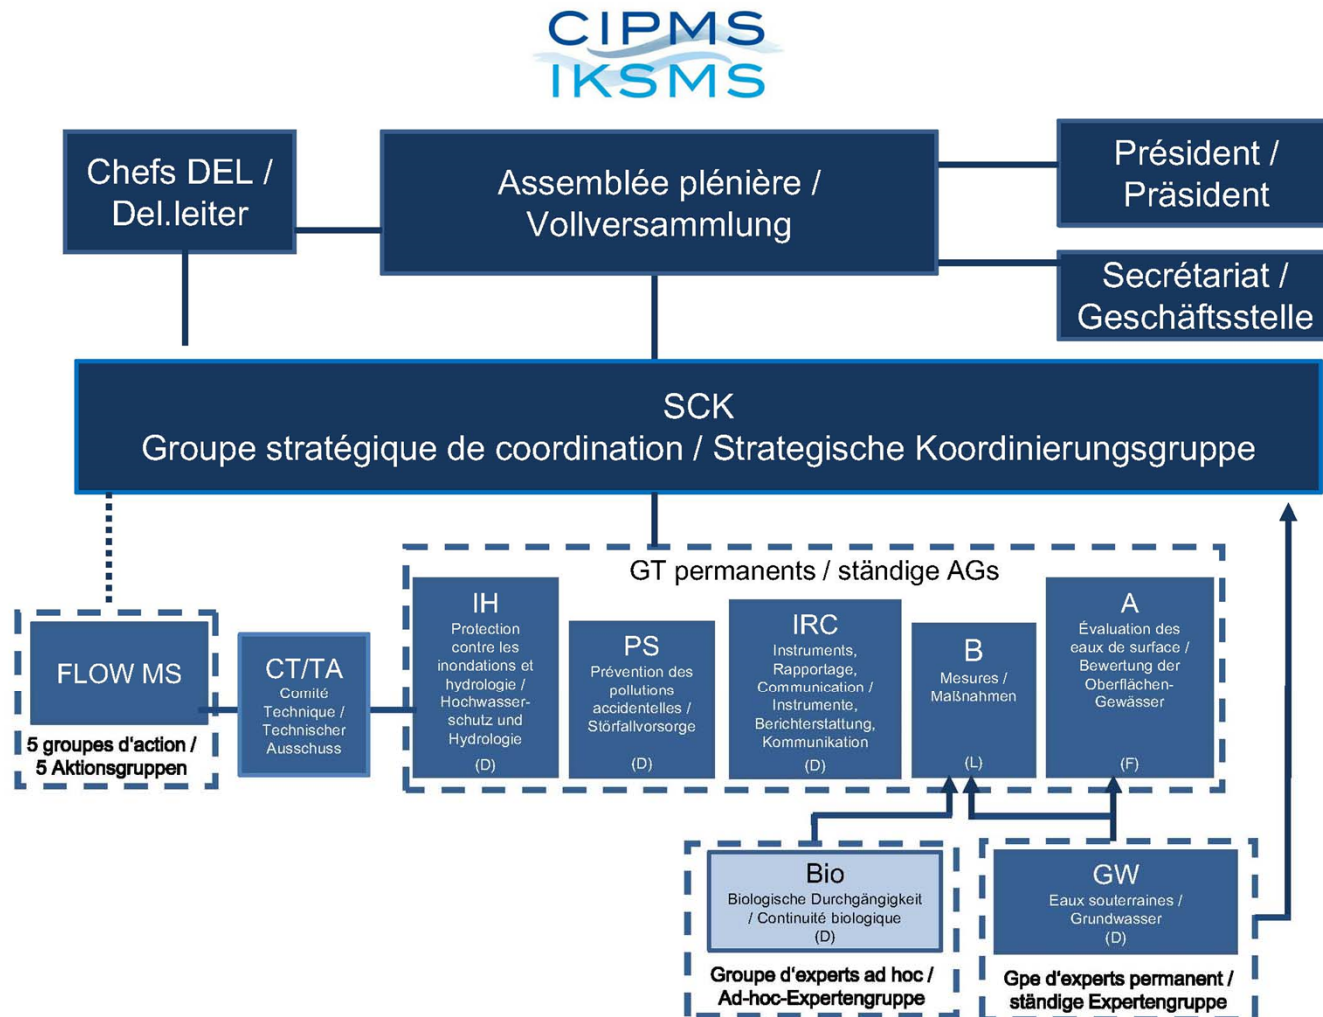 CIPMS
IKSMS
Chefs DEL /
Del.leiter
Assemblée plénière /
Vollversammlung
Président /
Präsident
Secrétariat /
Geschäftsstelle
SCK
Groupe stratégique de coordination / Strategische Koordinierungsgruppe
GT permanents / ständige AGs
FLOW MS
5 groupes d'action /
5 Aktionsgruppen
CT/TA
Comité
Technique /
Technischer
Ausschuss
IH
Protection
contre les
inondations et
hydrologie /
Hochwasser-
schutz und
Hydrologie
(D)
PS
Prévention des
pollutions
accidentelles /
Störfallvorsorge
(D)
IRC
Instruments,
Rapportage,
Communication /
Instrumente,
Berichterstattung,
Kommunikation
(D)
B
Mesures /
Maßnahmen
(L)
A
Évaluation des
eaux de surface /
Bewertung der
Oberflächen-
Gewässer
(F)
Bio
Biologische Durchgängigkeit
/ Continuité biologique
(D)
Groupe d'experts ad hoc /
Ad-hoc-Expertengruppe
GW
Eaux souterraines /
Grundwasser
(D)
Gpe d'experts permanent /
ständige Expertengruppe